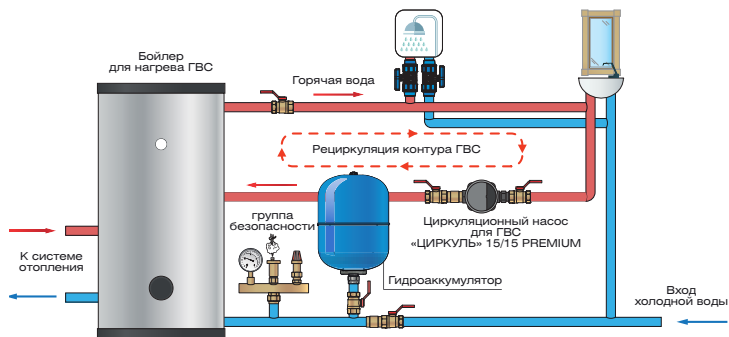 Бойлер
для нагрева ГВС
Горячая вода
Рециркуляция контура ГВС
группа
безопасности
Циркуляционный насос
для ГВС
«ЦИРКУЛЬ» 15/15 PREMIUM
К системе
отопления
Гидроаккумулятор
Вход
холодной воды